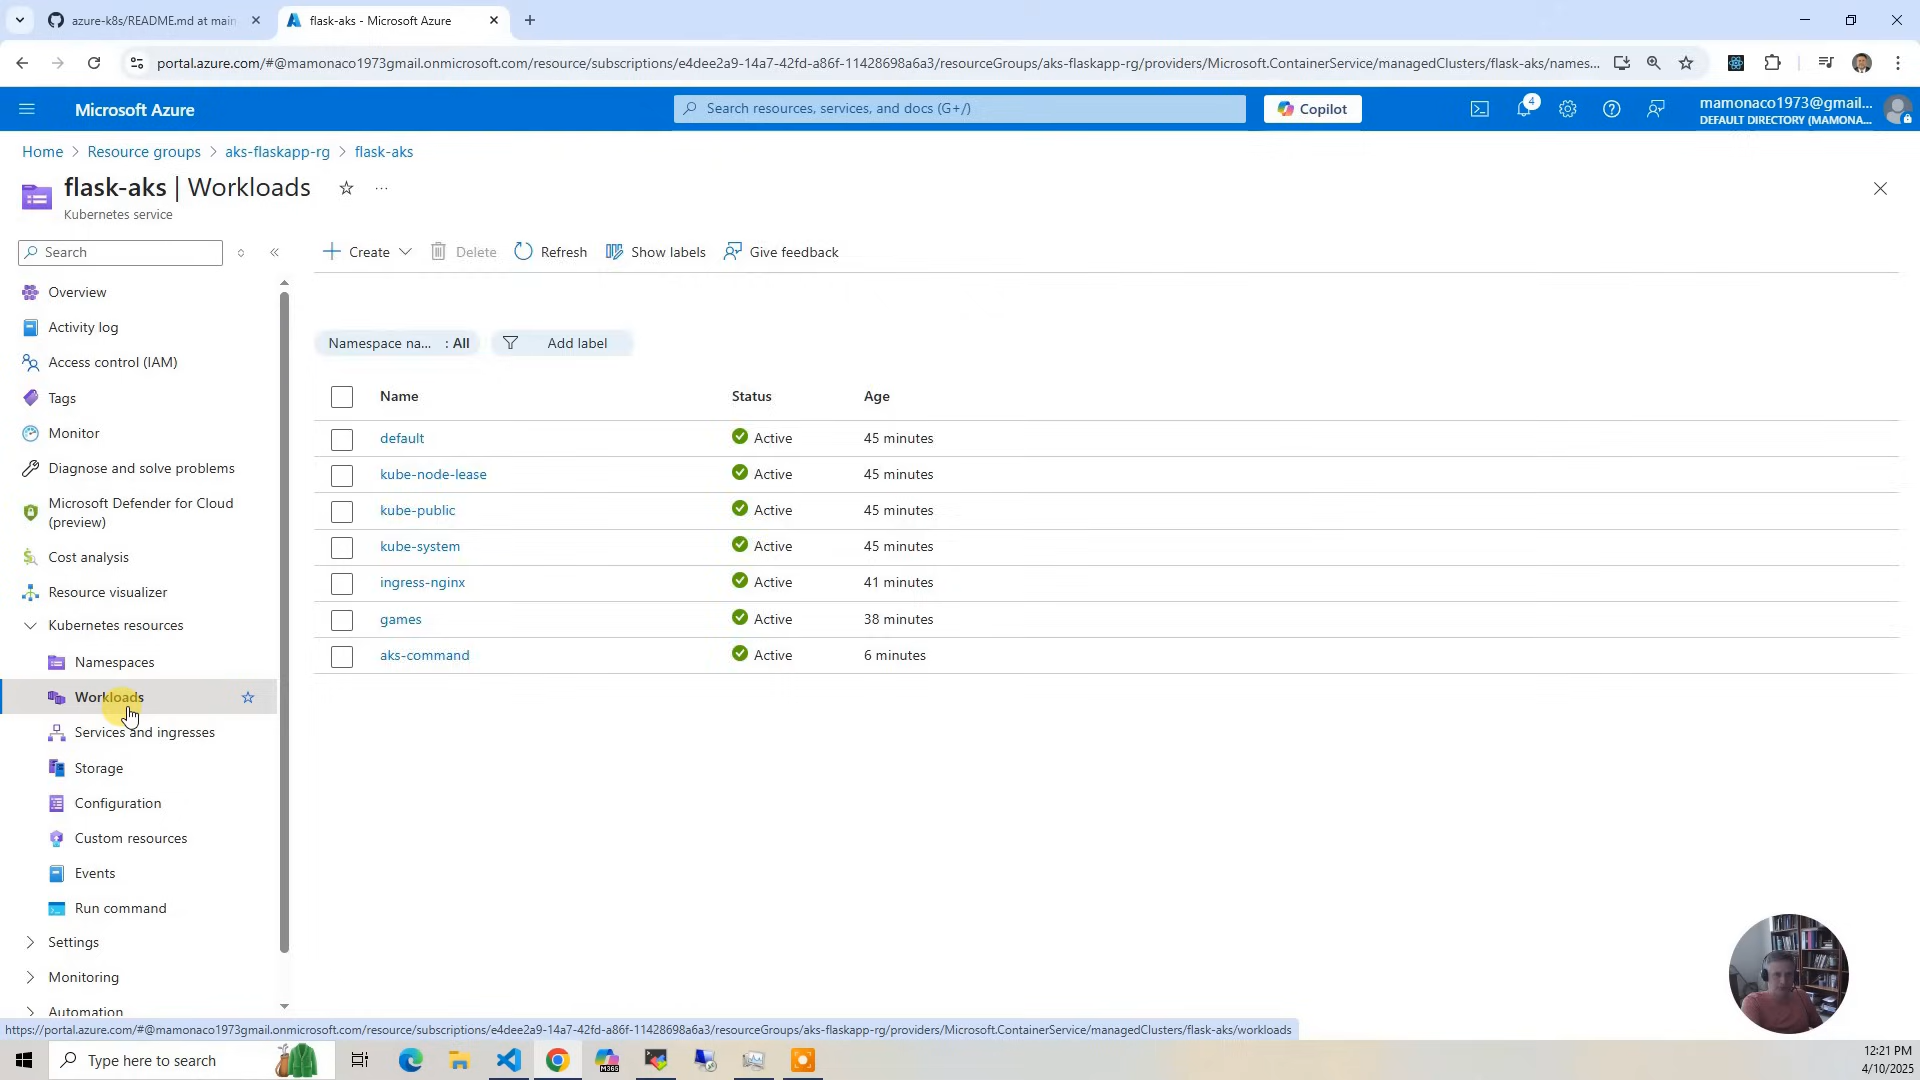 azure-k8s/README.md at main
flask-aks - Microsoft Azure
portal.azure.com/#@mamonaco1973gmail.onmicrosoft.com/resource/subscriptions/e4dee2a9-14a7-42fd-a86f-11428698a6a3/resourceGroups/aks-flaskapp-rg/providers/Microsoft.ContainerService/managedClusters/flask-aks/names...
Microsoft Azure
Search resources, services, and docs (G+/)
Copilot
4
mamonaco1973@gmail....
DEFAULT DIRECTORY (MAMONA...
Home > Resource groups > aks-flaskapp-rg > flask-aks
flask-aks | Workloads
Kubernetes service
Search
Create
Delete
Refresh
Show labels
Give feedback
Overview
Activity log
Access control (IAM)
Tags
Monitor
Diagnose and solve problems
Microsoft Defender for Cloud
(preview)
Cost analysis
Resource visualizer
Kubernetes resources
Namespaces
Workloads
Services and ingresses
Storage
Configuration
Custom resources
Events
Run command
Settings
Monitoring
Automation
Namespace na... : All
Add label
Name Status Age
default Active 45 minutes
kube-node-lease Active 45 minutes
kube-public Active 45 minutes
kube-system Active 45 minutes
ingress-nginx Active 41 minutes
games Active 38 minutes
aks-command Active 6 minutes
https://portal.azure.com/#@mamonaco1973gmail.onmicrosoft.com/resource/subscriptions/e4dee2a9-14a7-42fd-a86f-11428698a6a3/resourceGroups/aks-flaskapp-rg/providers/Microsoft.ContainerService/managedClusters/flask-aks/workloads
Type here to search
M365
12:21 PM
4/10/2025